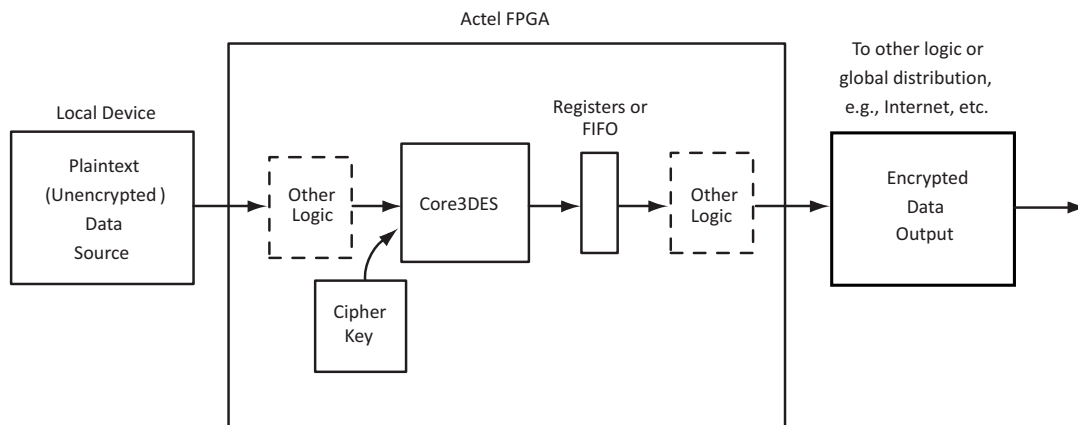 Actel FPGA
To other logic or
global distribution,
e.g., Internet, etc.
Local Device
Plaintext
(Unencrypted )
Data
Source
Other
Logic
Cipher
Key
Core3DES
Registers or
FIFO
Other
Logic
Encrypted
Data
Output